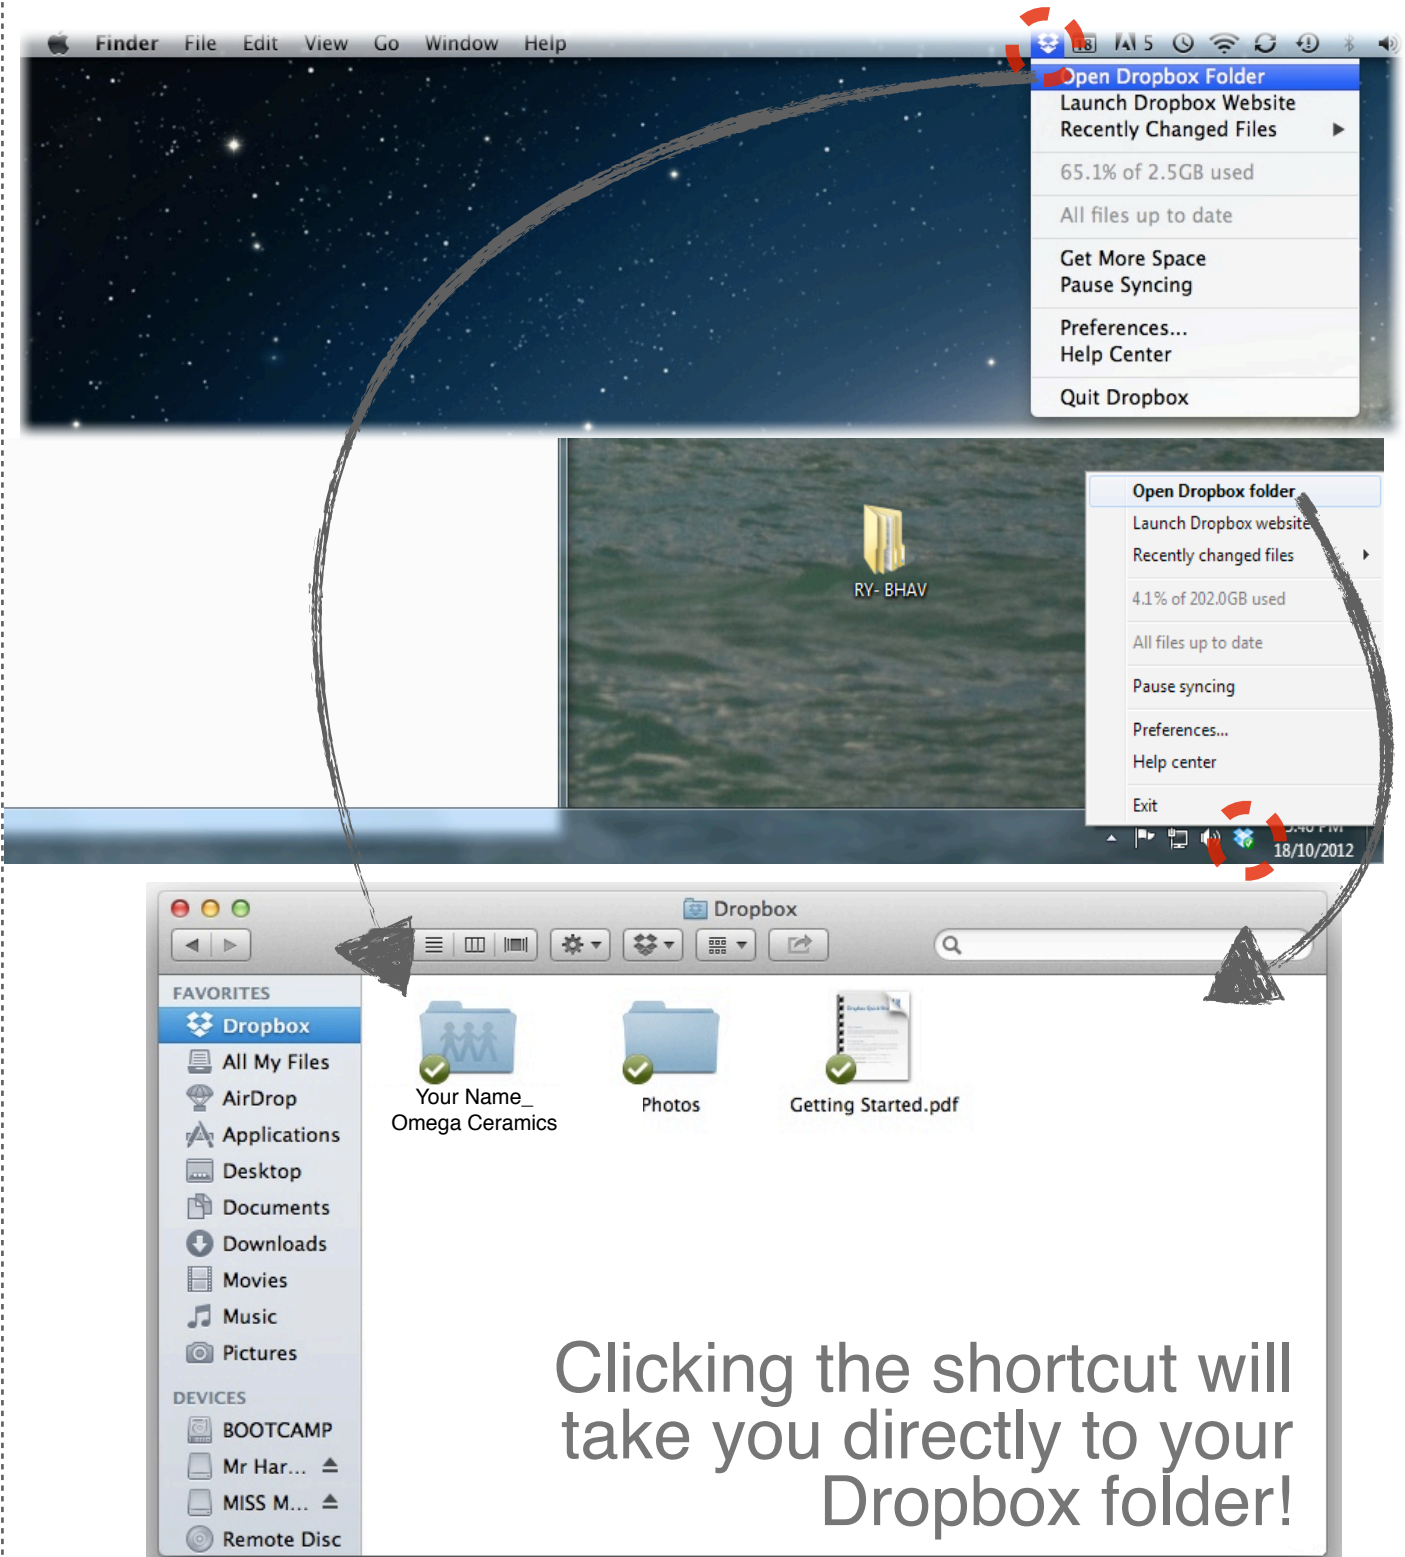 Finder File Edit View Go Window Help
18
5
Open Dropbox Folder
Launch Dropbox Website
Recently Changed Files
65.1% of 2.5GB used
All files up to date
Get More Space
Pause Syncing
Preferences...
Help Center
Quit Dropbox
RY- BHAV
Open Dropbox folder
Launch Dropbox website
Recently changed files
4.1% of 202.0GB used
All files up to date
Pause syncing
Preferences...
Help center
Exit
PM
18/10/2012
Dropbox
FAVORITES
Dropbox
All My Files
AirDrop
Applications
Desktop
Documents
Downloads
Movies
Music
Pictures
DEVICES
BOOTCAMP
Mr Har...
MISS M...
Remote Disc
Your Name_
Omega Ceramics
Photos
Getting Started.pdf
Clicking the shortcut will
take you directly to your
Dropbox folder!